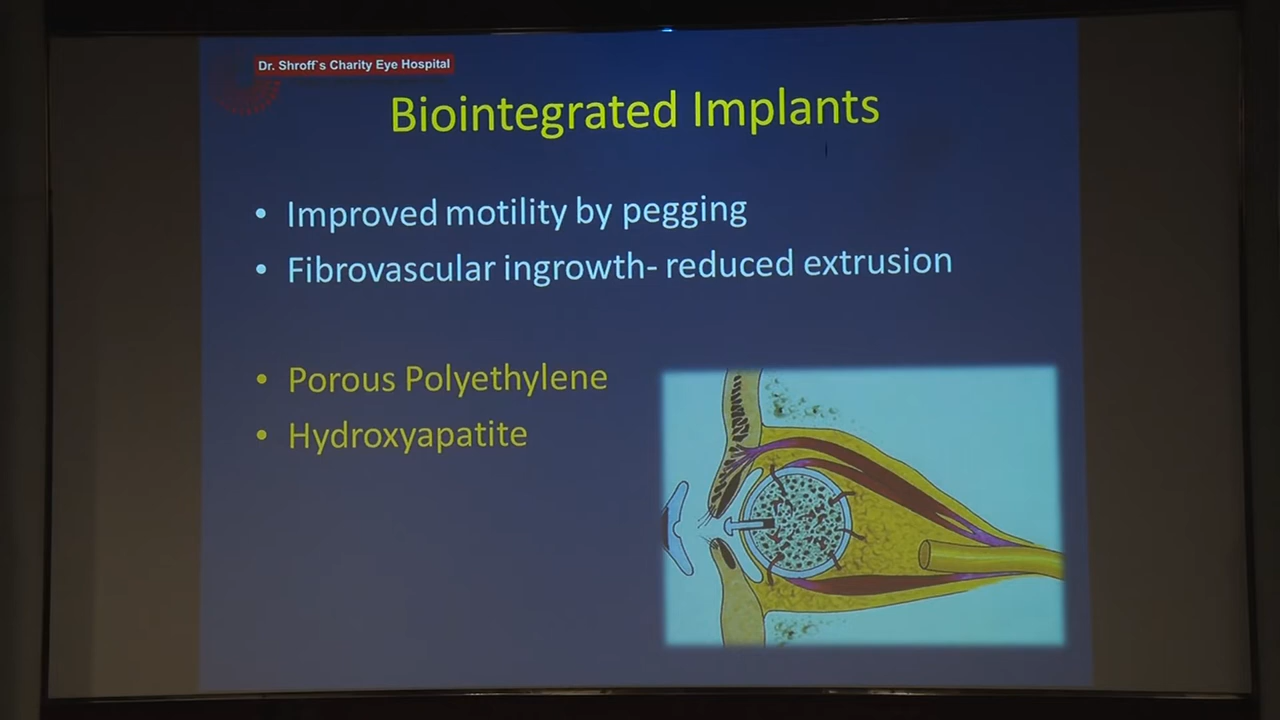 Dr. Shroff`s Charity Eye Hospital
Biointegrated Implants
• Improved motility by pegging
• Fibrovascular ingrowth- reduced extrusion
• Porous Polyethylene
• Hydroxyapatite